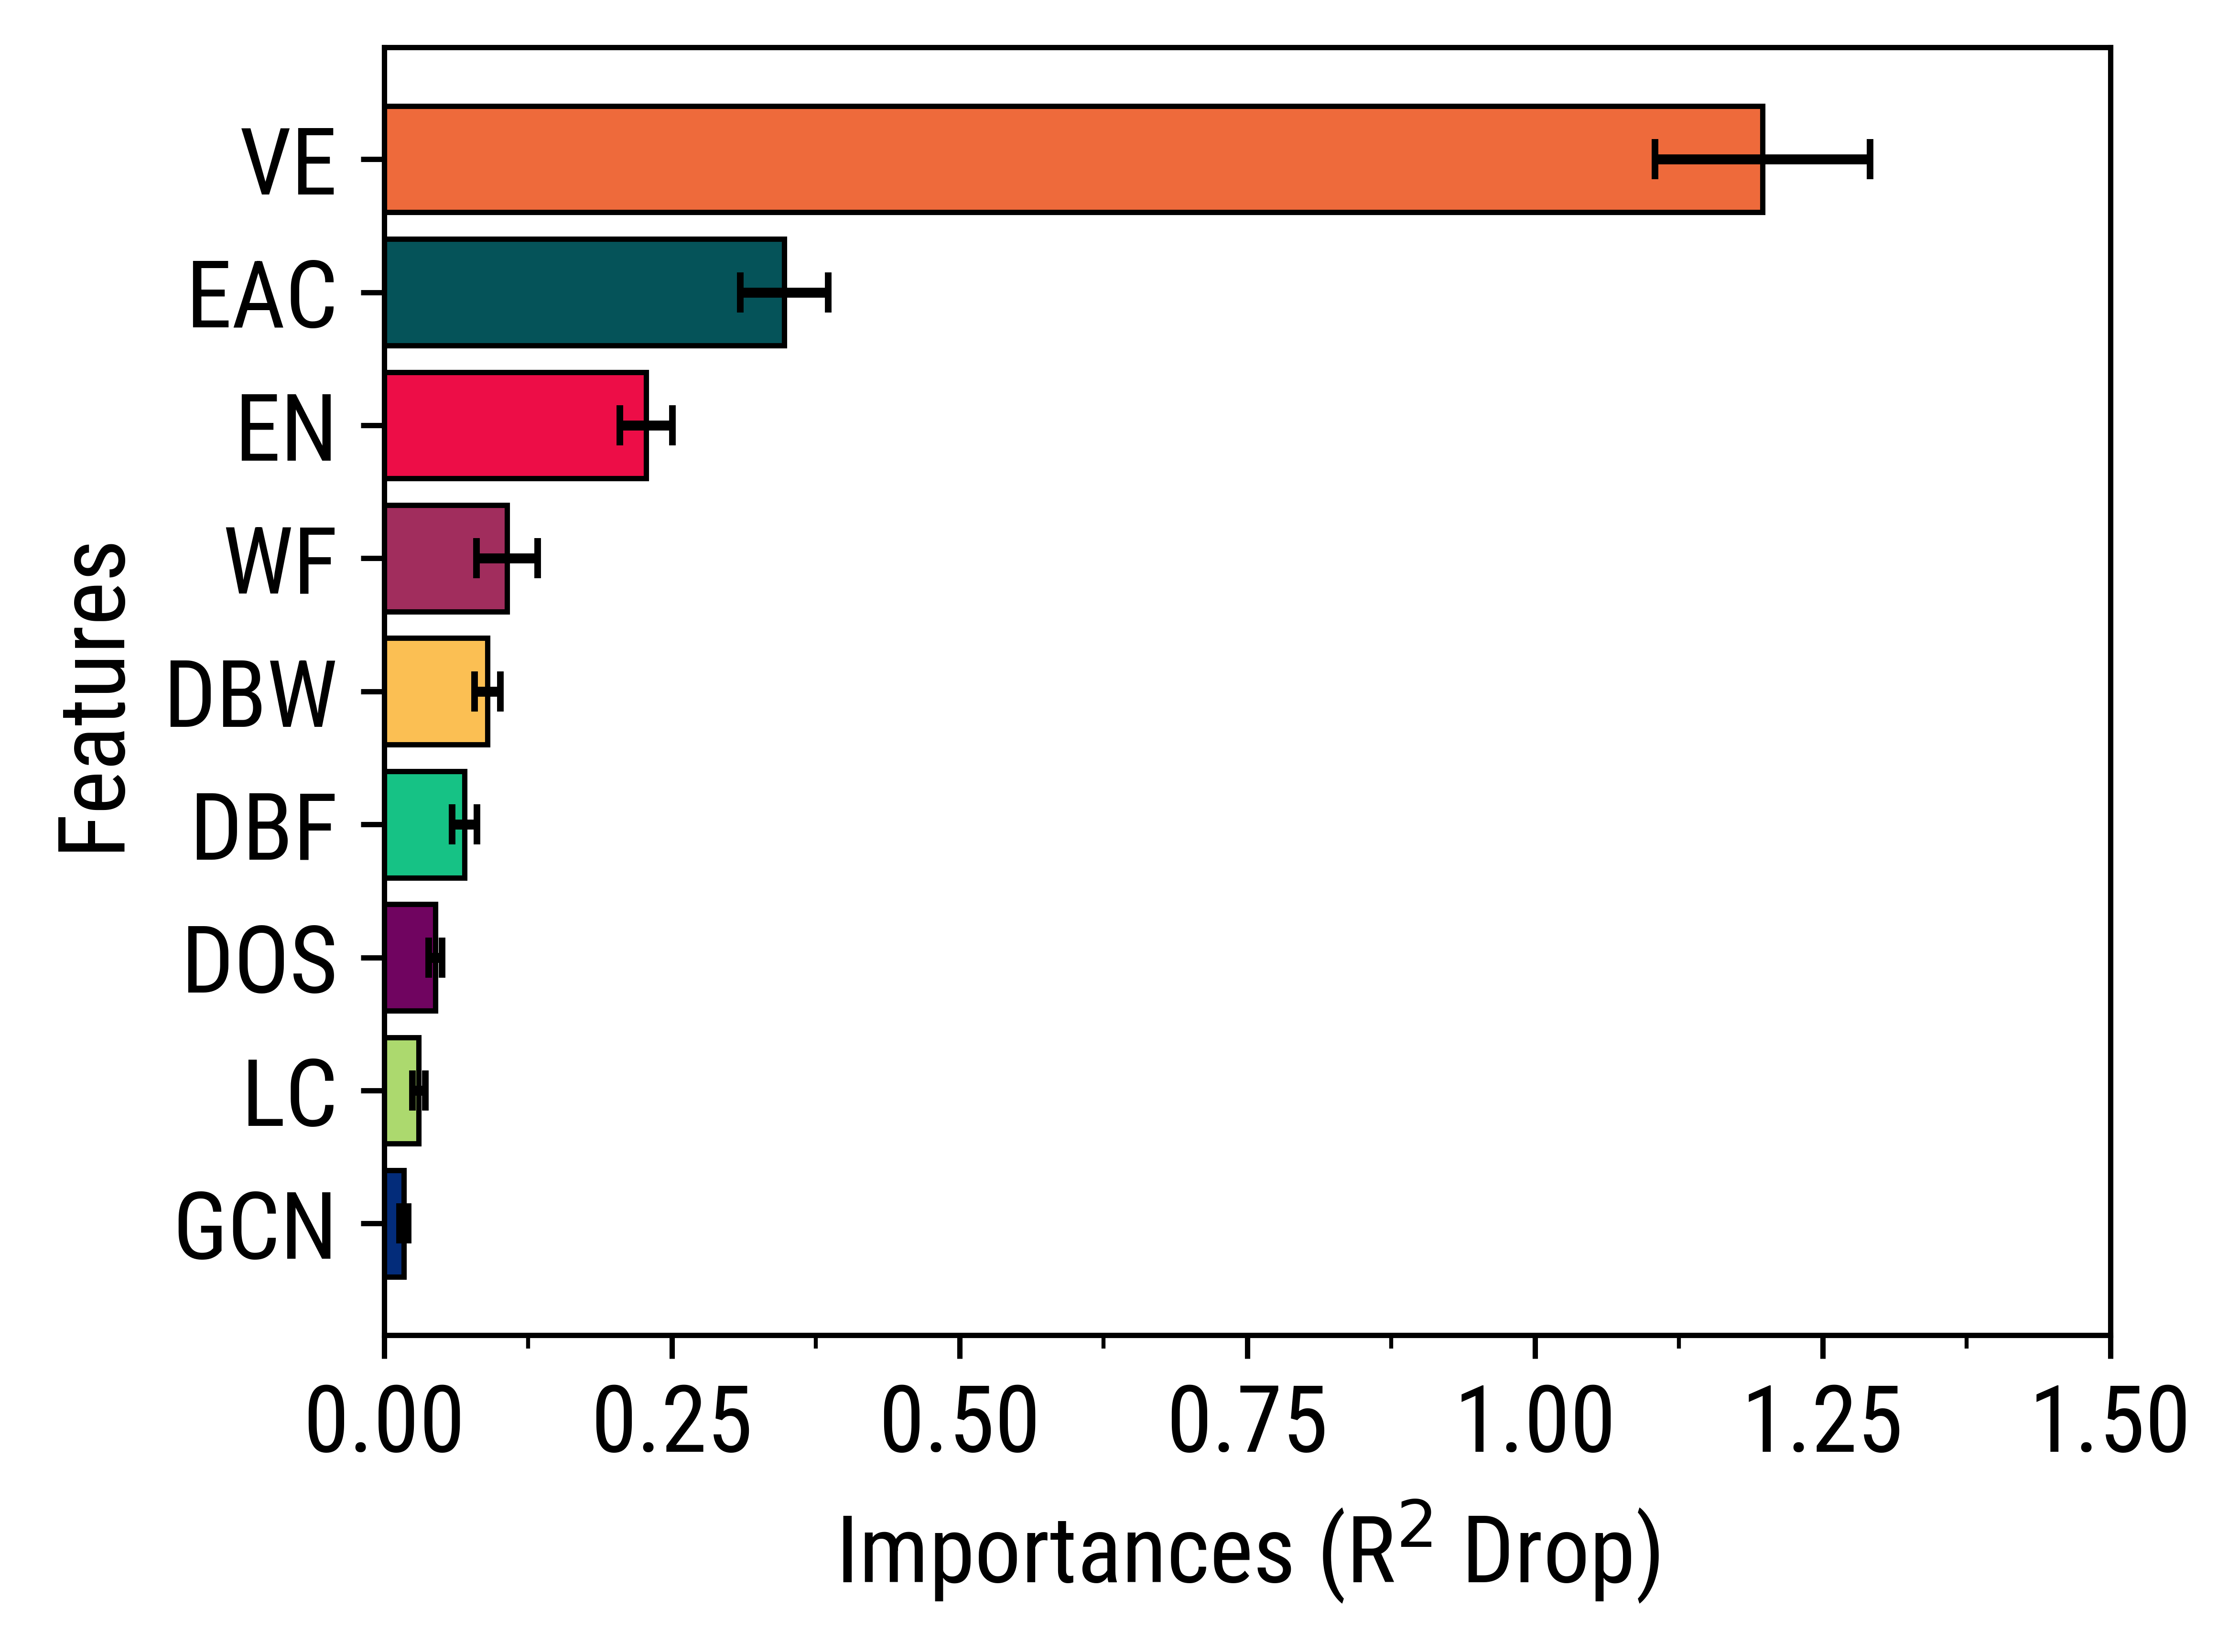 VE
EAC
EN
WF
DBW
DBF
DOS
LC
GCN
Features
0.00 0.25 0.50 0.75 1.00 1.25 1.50
Importances (R² Drop)